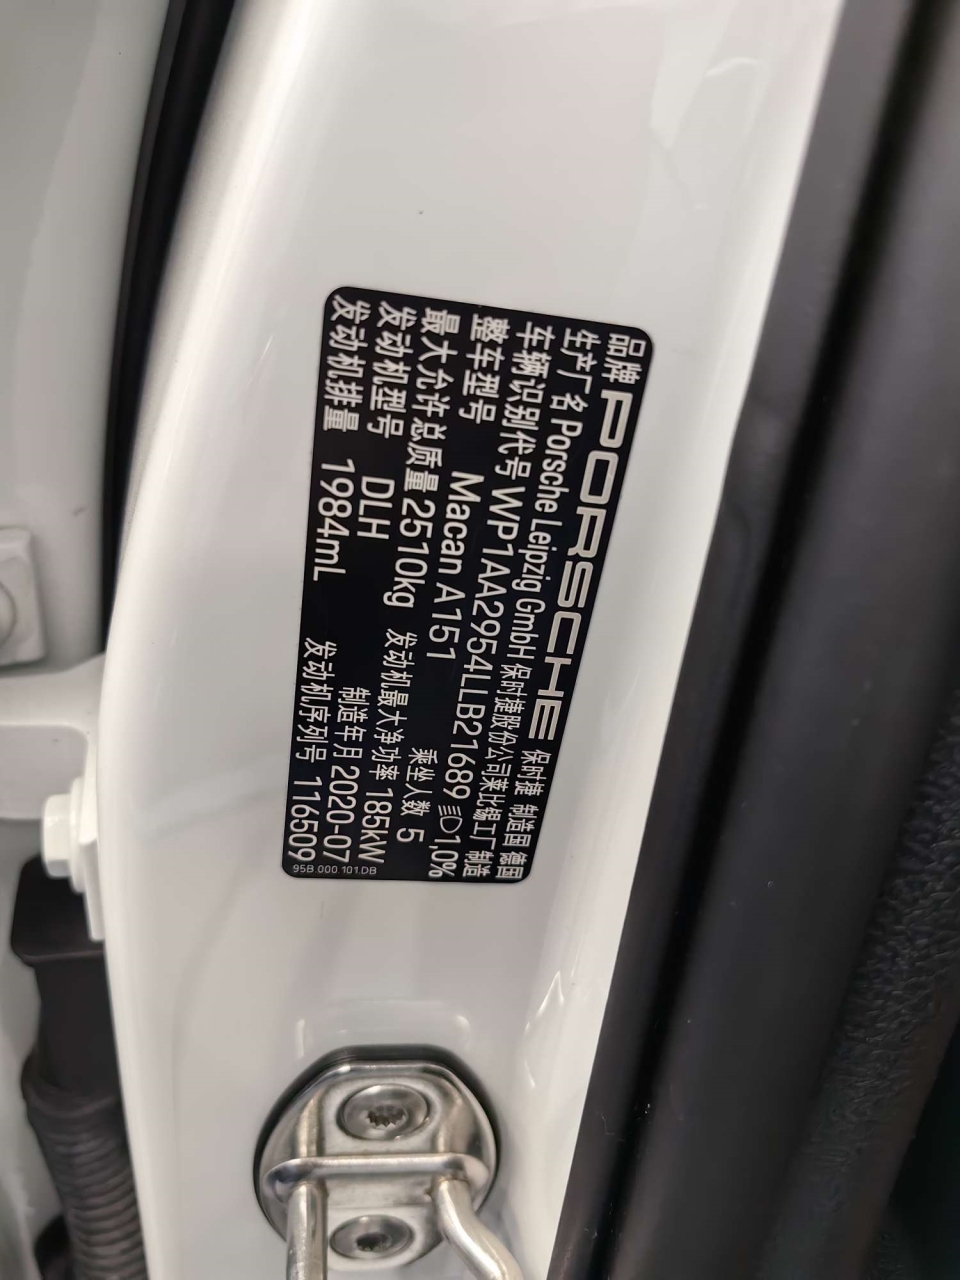 品牌 PORSCHE 保时捷 制造国 德国
生产厂名 Porsche Leipzig GmbH 保时捷股份公司莱比锡工厂 制造
车辆识别代号 WP1AA2954LLB21689 1,0%
整车型号 Macan A151 乘坐人数 5
最大允许总质量 2510kg 发动机最大净功率 185kW
发动机型号 DLH 制造年月 2020-07
发动机排量 1984mL 发动机序列号 116509
95B.000.101.DB